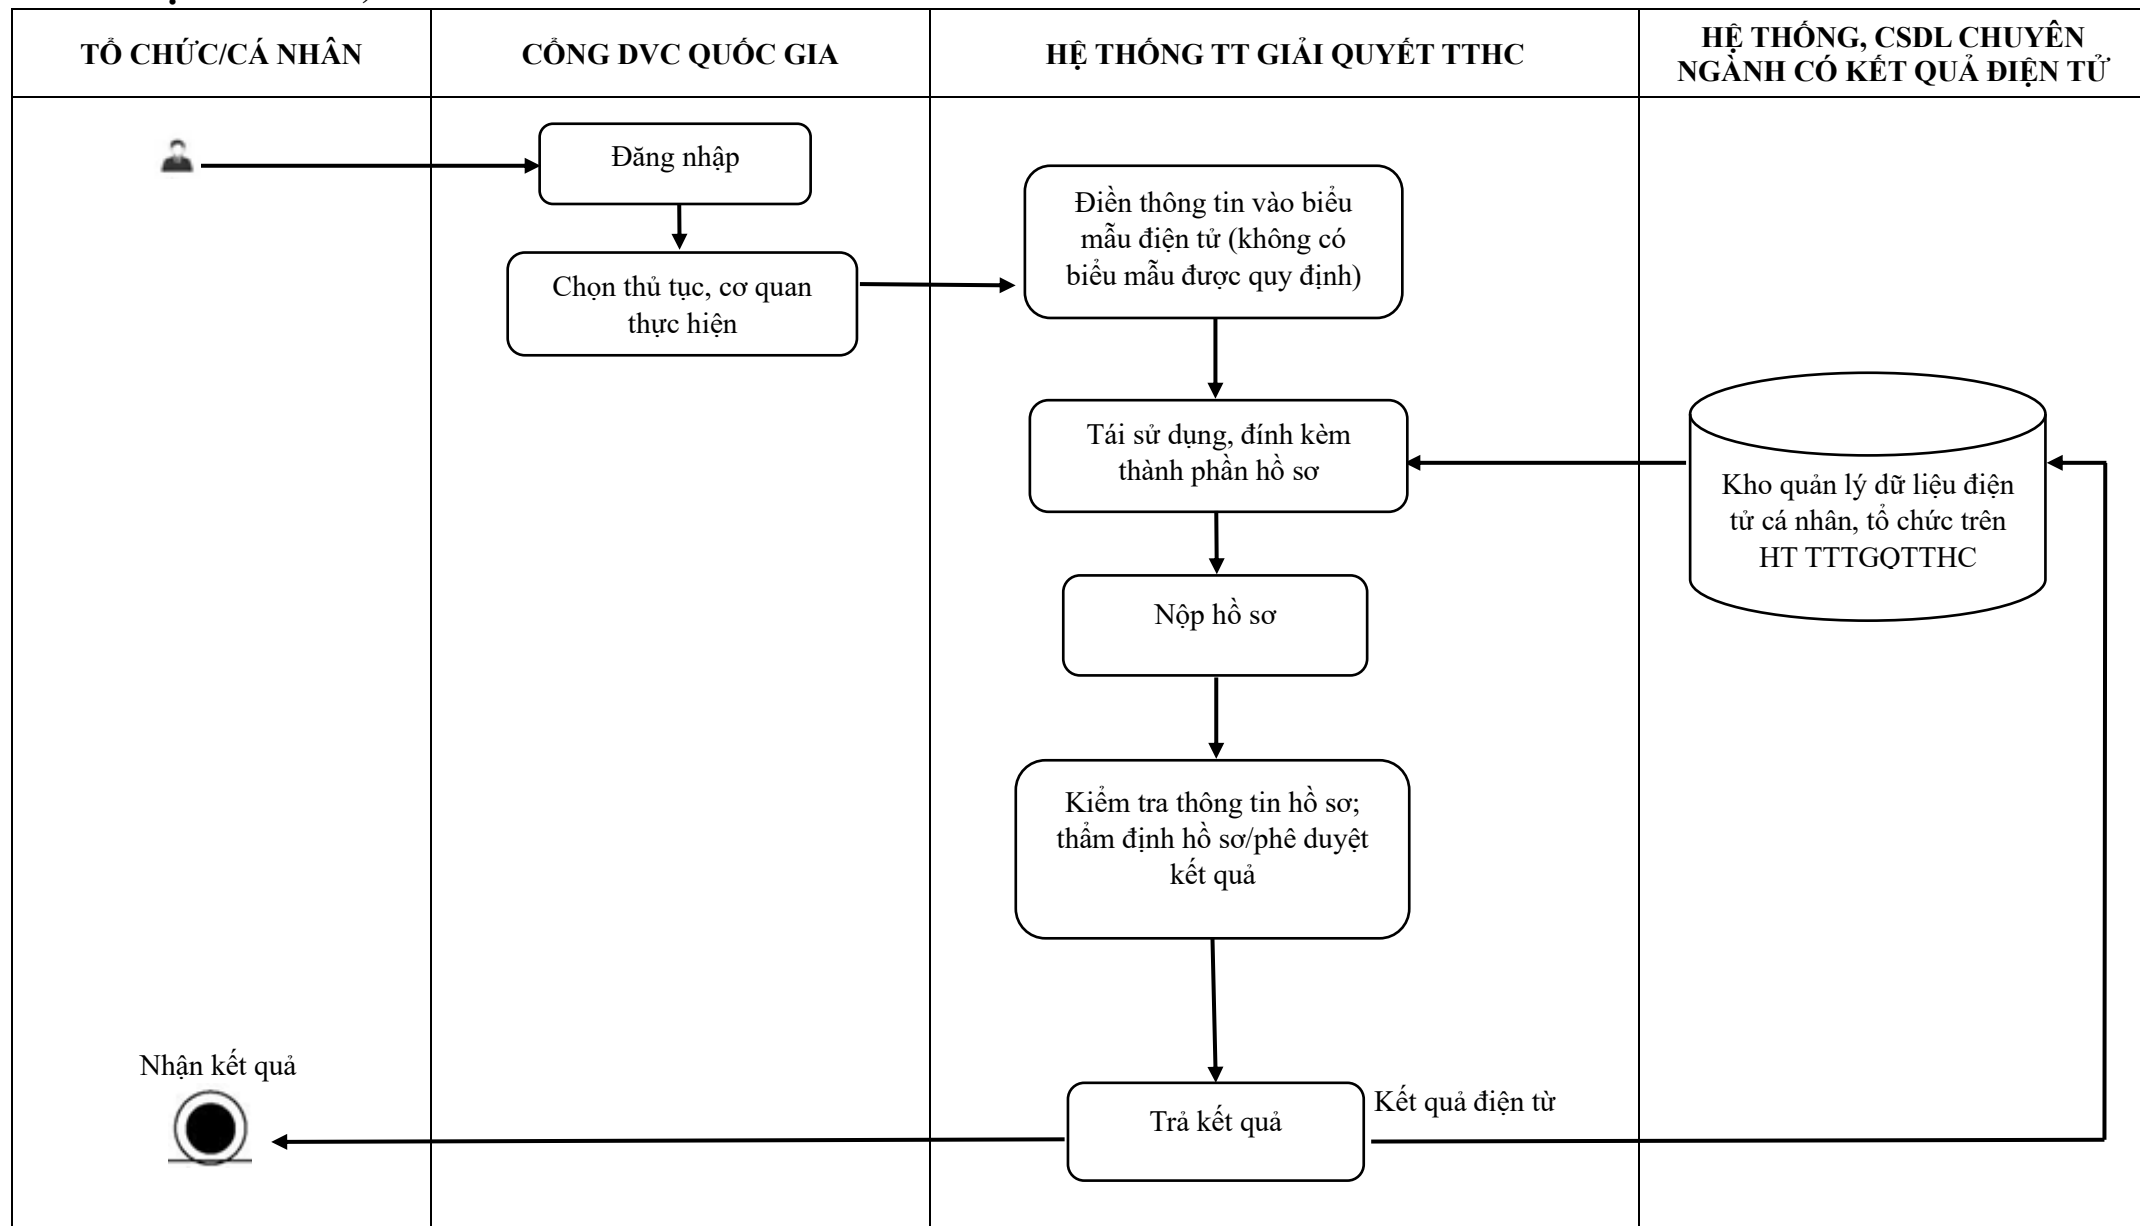 TỔ CHỨC/CÁ NHÂN
CỔNG DVC QUỐC GIA
HỆ THỐNG TT GIẢI QUYẾT TTHC
HỆ THỐNG, CSDL CHUYÊN
NGÀNH CÓ KẾT QUẢ ĐIỆN TỬ
Đăng nhập
Chọn thủ tục, cơ quan
thực hiện
Điền thông tin vào biểu
mẫu điện tử (không có
biểu mẫu được quy định)
Tái sử dụng, đính kèm
thành phần hồ sơ
Kho quản lý dữ liệu điện
tử cá nhân, tổ chức trên
HT TTTGQTTHC
Nộp hồ sơ
Kiểm tra thông tin hồ sơ;
thẩm định hồ sơ/phê duyệt
kết quả
Nhận kết quả
Trả kết quả
Kết quả điện từ